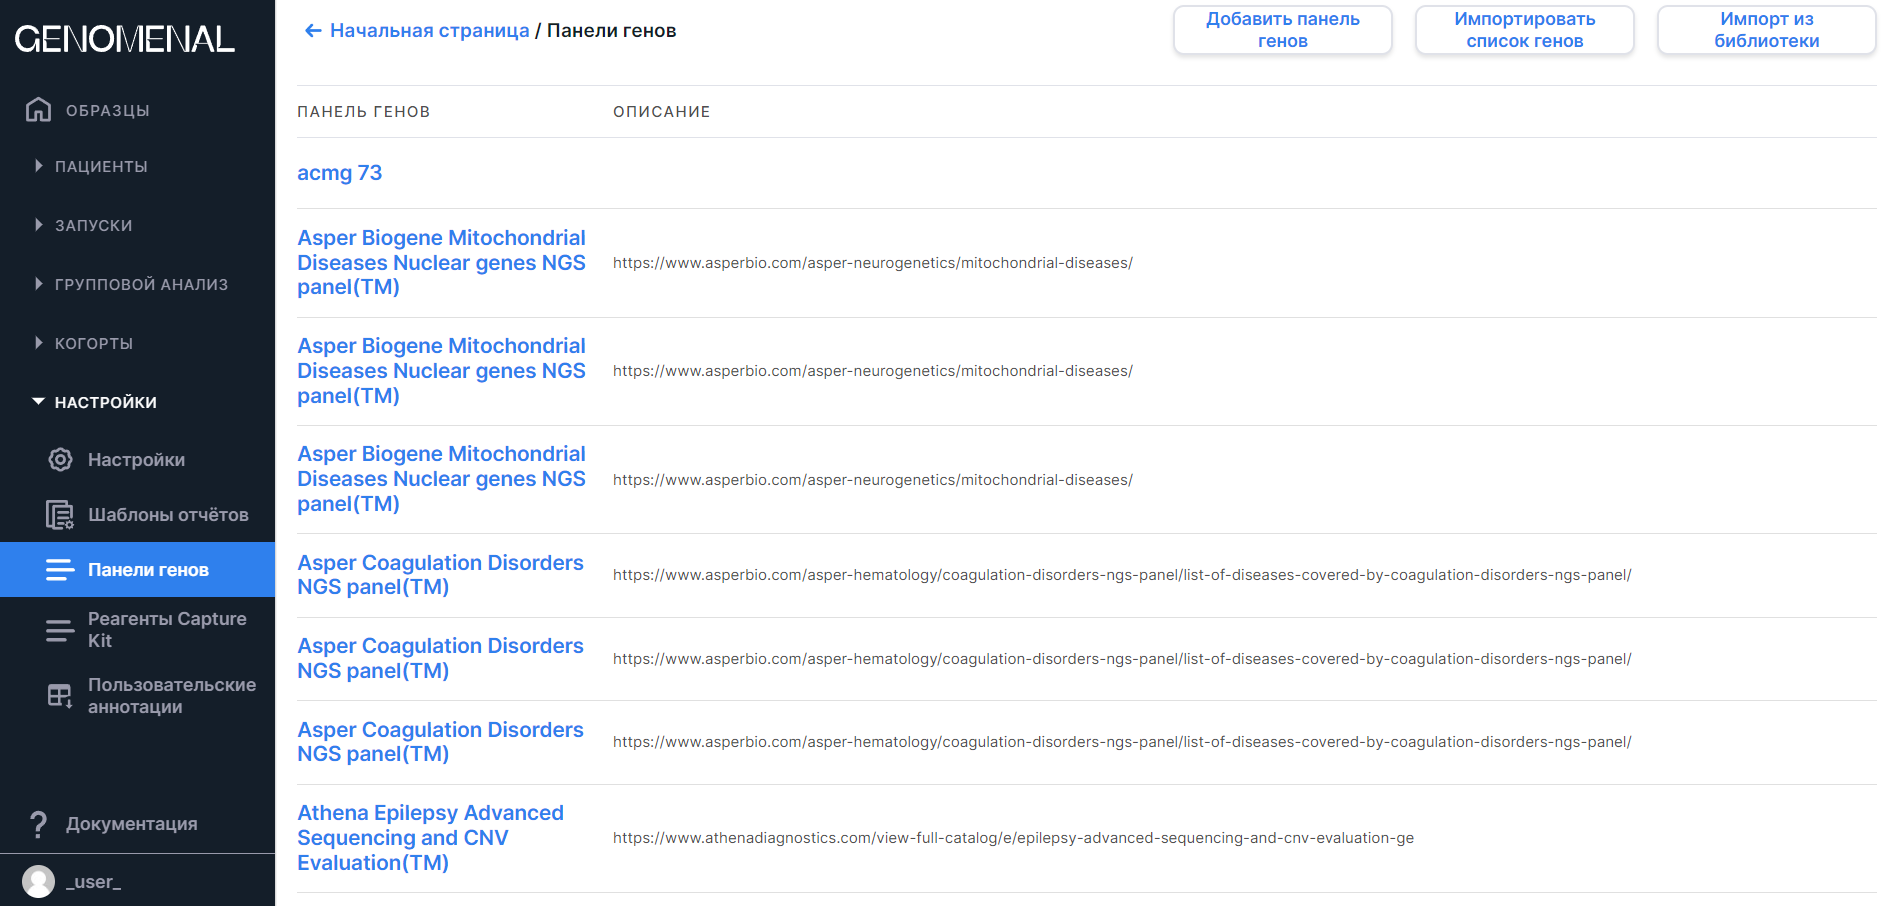 GENOMENAL
ОБРАЗЦЫ
ПАЦИЕНТЫ
ЗАПУСКИ
ГРУППОВОЙ АНАЛИЗ
КОГОРТЫ
НАСТРОЙКИ
Настройки
Шаблоны отчётов
Панели генов
Реагенты Capture
Kit
Пользовательские
аннотации
Документация
_user_
← Начальная страница / Панели генов
Добавить панель
генов
Импортировать
список генов
Импорт из
библиотеки
ПАНЕЛЬ ГЕНОВ ОПИСАНИЕ
acmg 73
Asper Biogene Mitochondrial
Diseases Nuclear genes NGS
panel(TM)
https://www.asperbio.com/asper-neurogenetics/mitochondrial-diseases/
Asper Biogene Mitochondrial
Diseases Nuclear genes NGS
panel(TM)
https://www.asperbio.com/asper-neurogenetics/mitochondrial-diseases/
Asper Biogene Mitochondrial
Diseases Nuclear genes NGS
panel(TM)
https://www.asperbio.com/asper-neurogenetics/mitochondrial-diseases/
Asper Coagulation Disorders
NGS panel(TM)
https://www.asperbio.com/asper-hematology/coagulation-disorders-ngs-panel/list-of-diseases-covered-by-coagulation-disorders-ngs-panel/
Asper Coagulation Disorders
NGS panel(TM)
https://www.asperbio.com/asper-hematology/coagulation-disorders-ngs-panel/list-of-diseases-covered-by-coagulation-disorders-ngs-panel/
Asper Coagulation Disorders
NGS panel(TM)
https://www.asperbio.com/asper-hematology/coagulation-disorders-ngs-panel/list-of-diseases-covered-by-coagulation-disorders-ngs-panel/
Athena Epilepsy Advanced
Sequencing and CNV
Evaluation(TM)
https://www.athenadiagnostics.com/view-full-catalog/e/epilepsy-advanced-sequencing-and-cnv-evaluation-ge